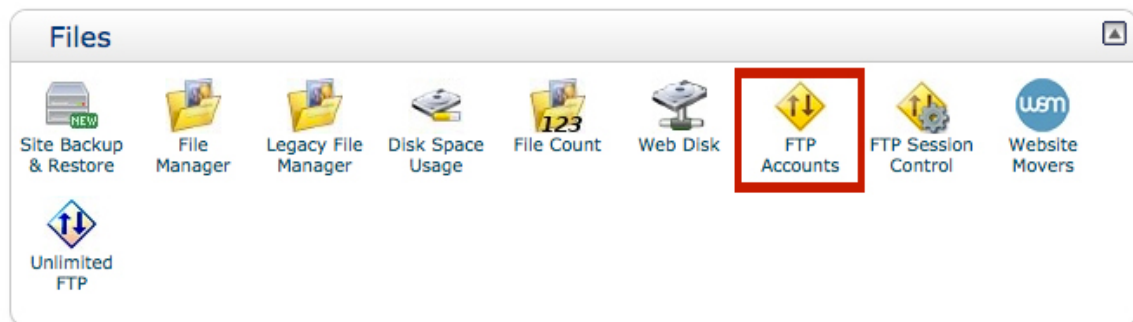 Files
NEW
123
wsm
Site Backup
& Restore
File
Manager
Legacy File
Manager
Disk Space
Usage
File Count
Web Disk
FTP
Accounts
FTP Session
Control
Website
Movers
Unlimited
FTP